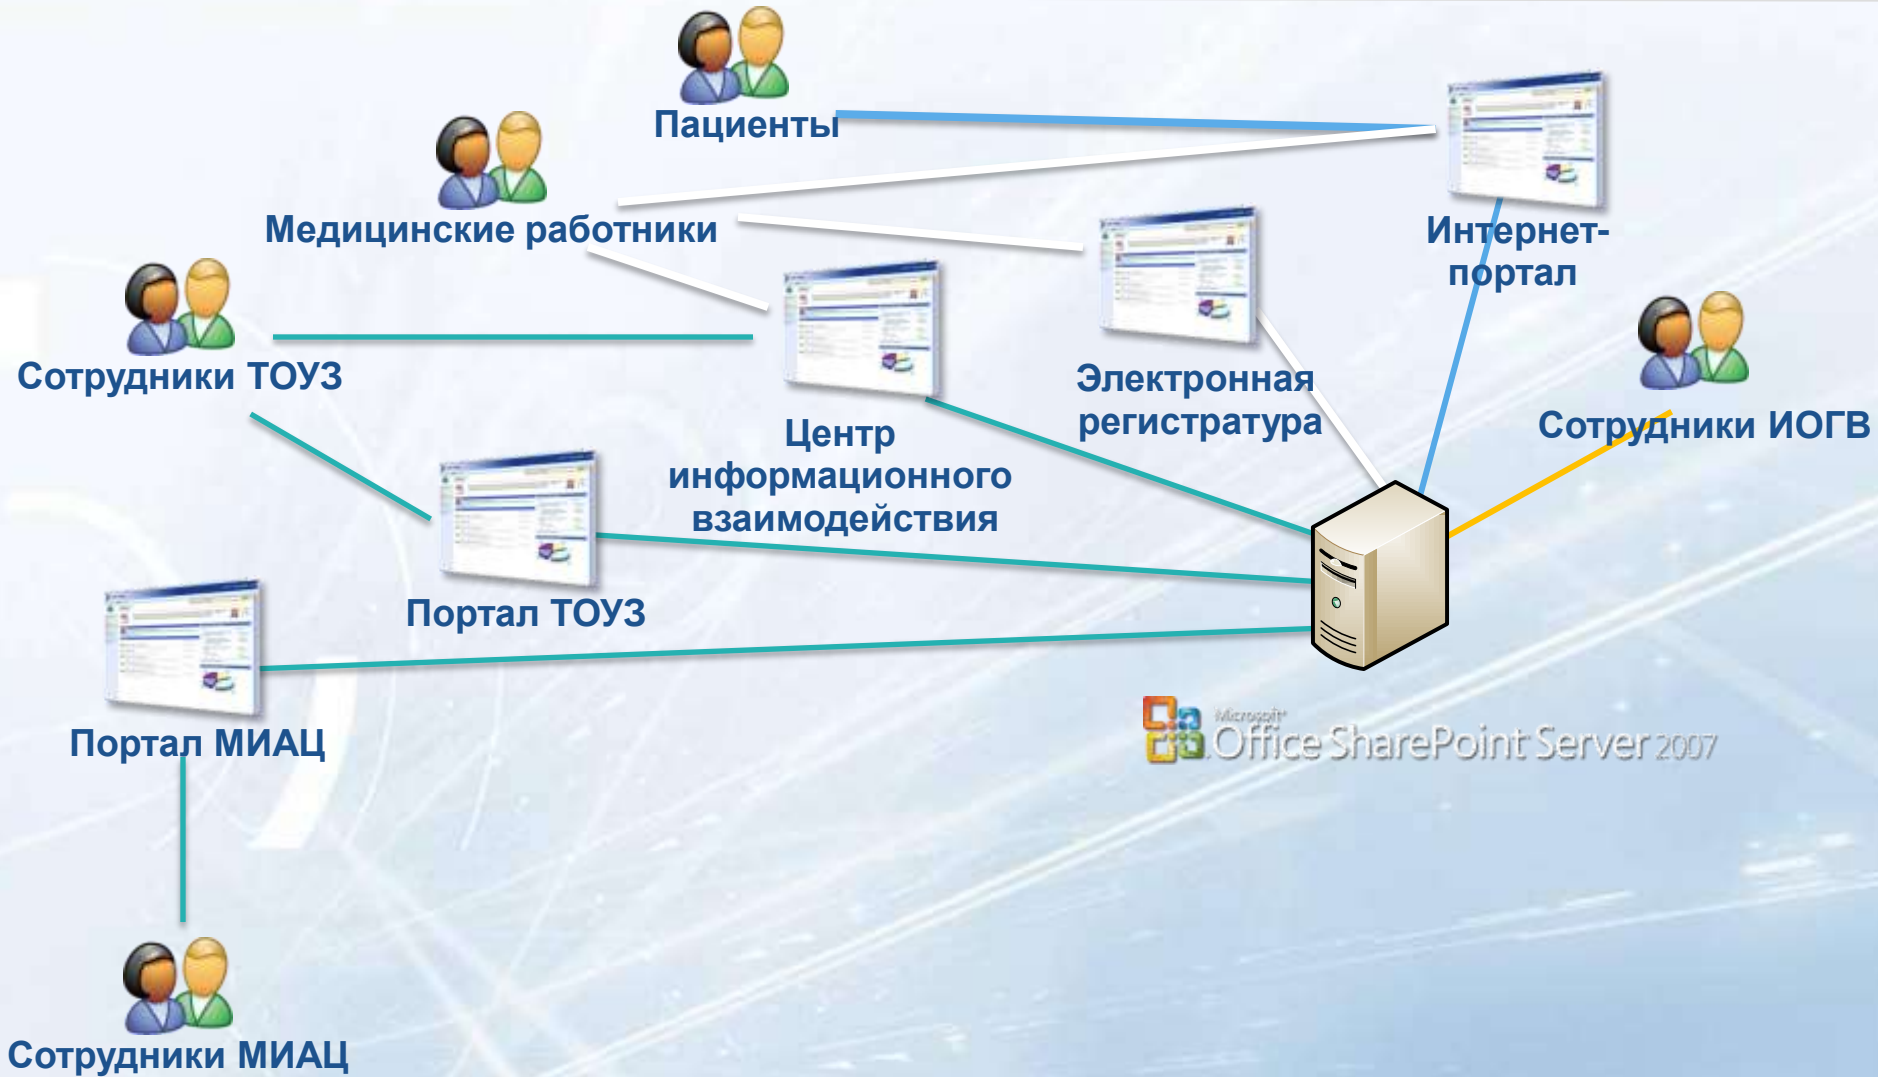 Пациенты
Медицинские работники
Интернет-
портал
Сотрудники ТОУЗ
Электронная
регистратура
Сотрудники ИОГВ
Центр
информационного
взаимодействия
Портал ТОУЗ
Портал МИАЦ
Microsoft®
Office SharePoint Server 2007
Сотрудники МИАЦ